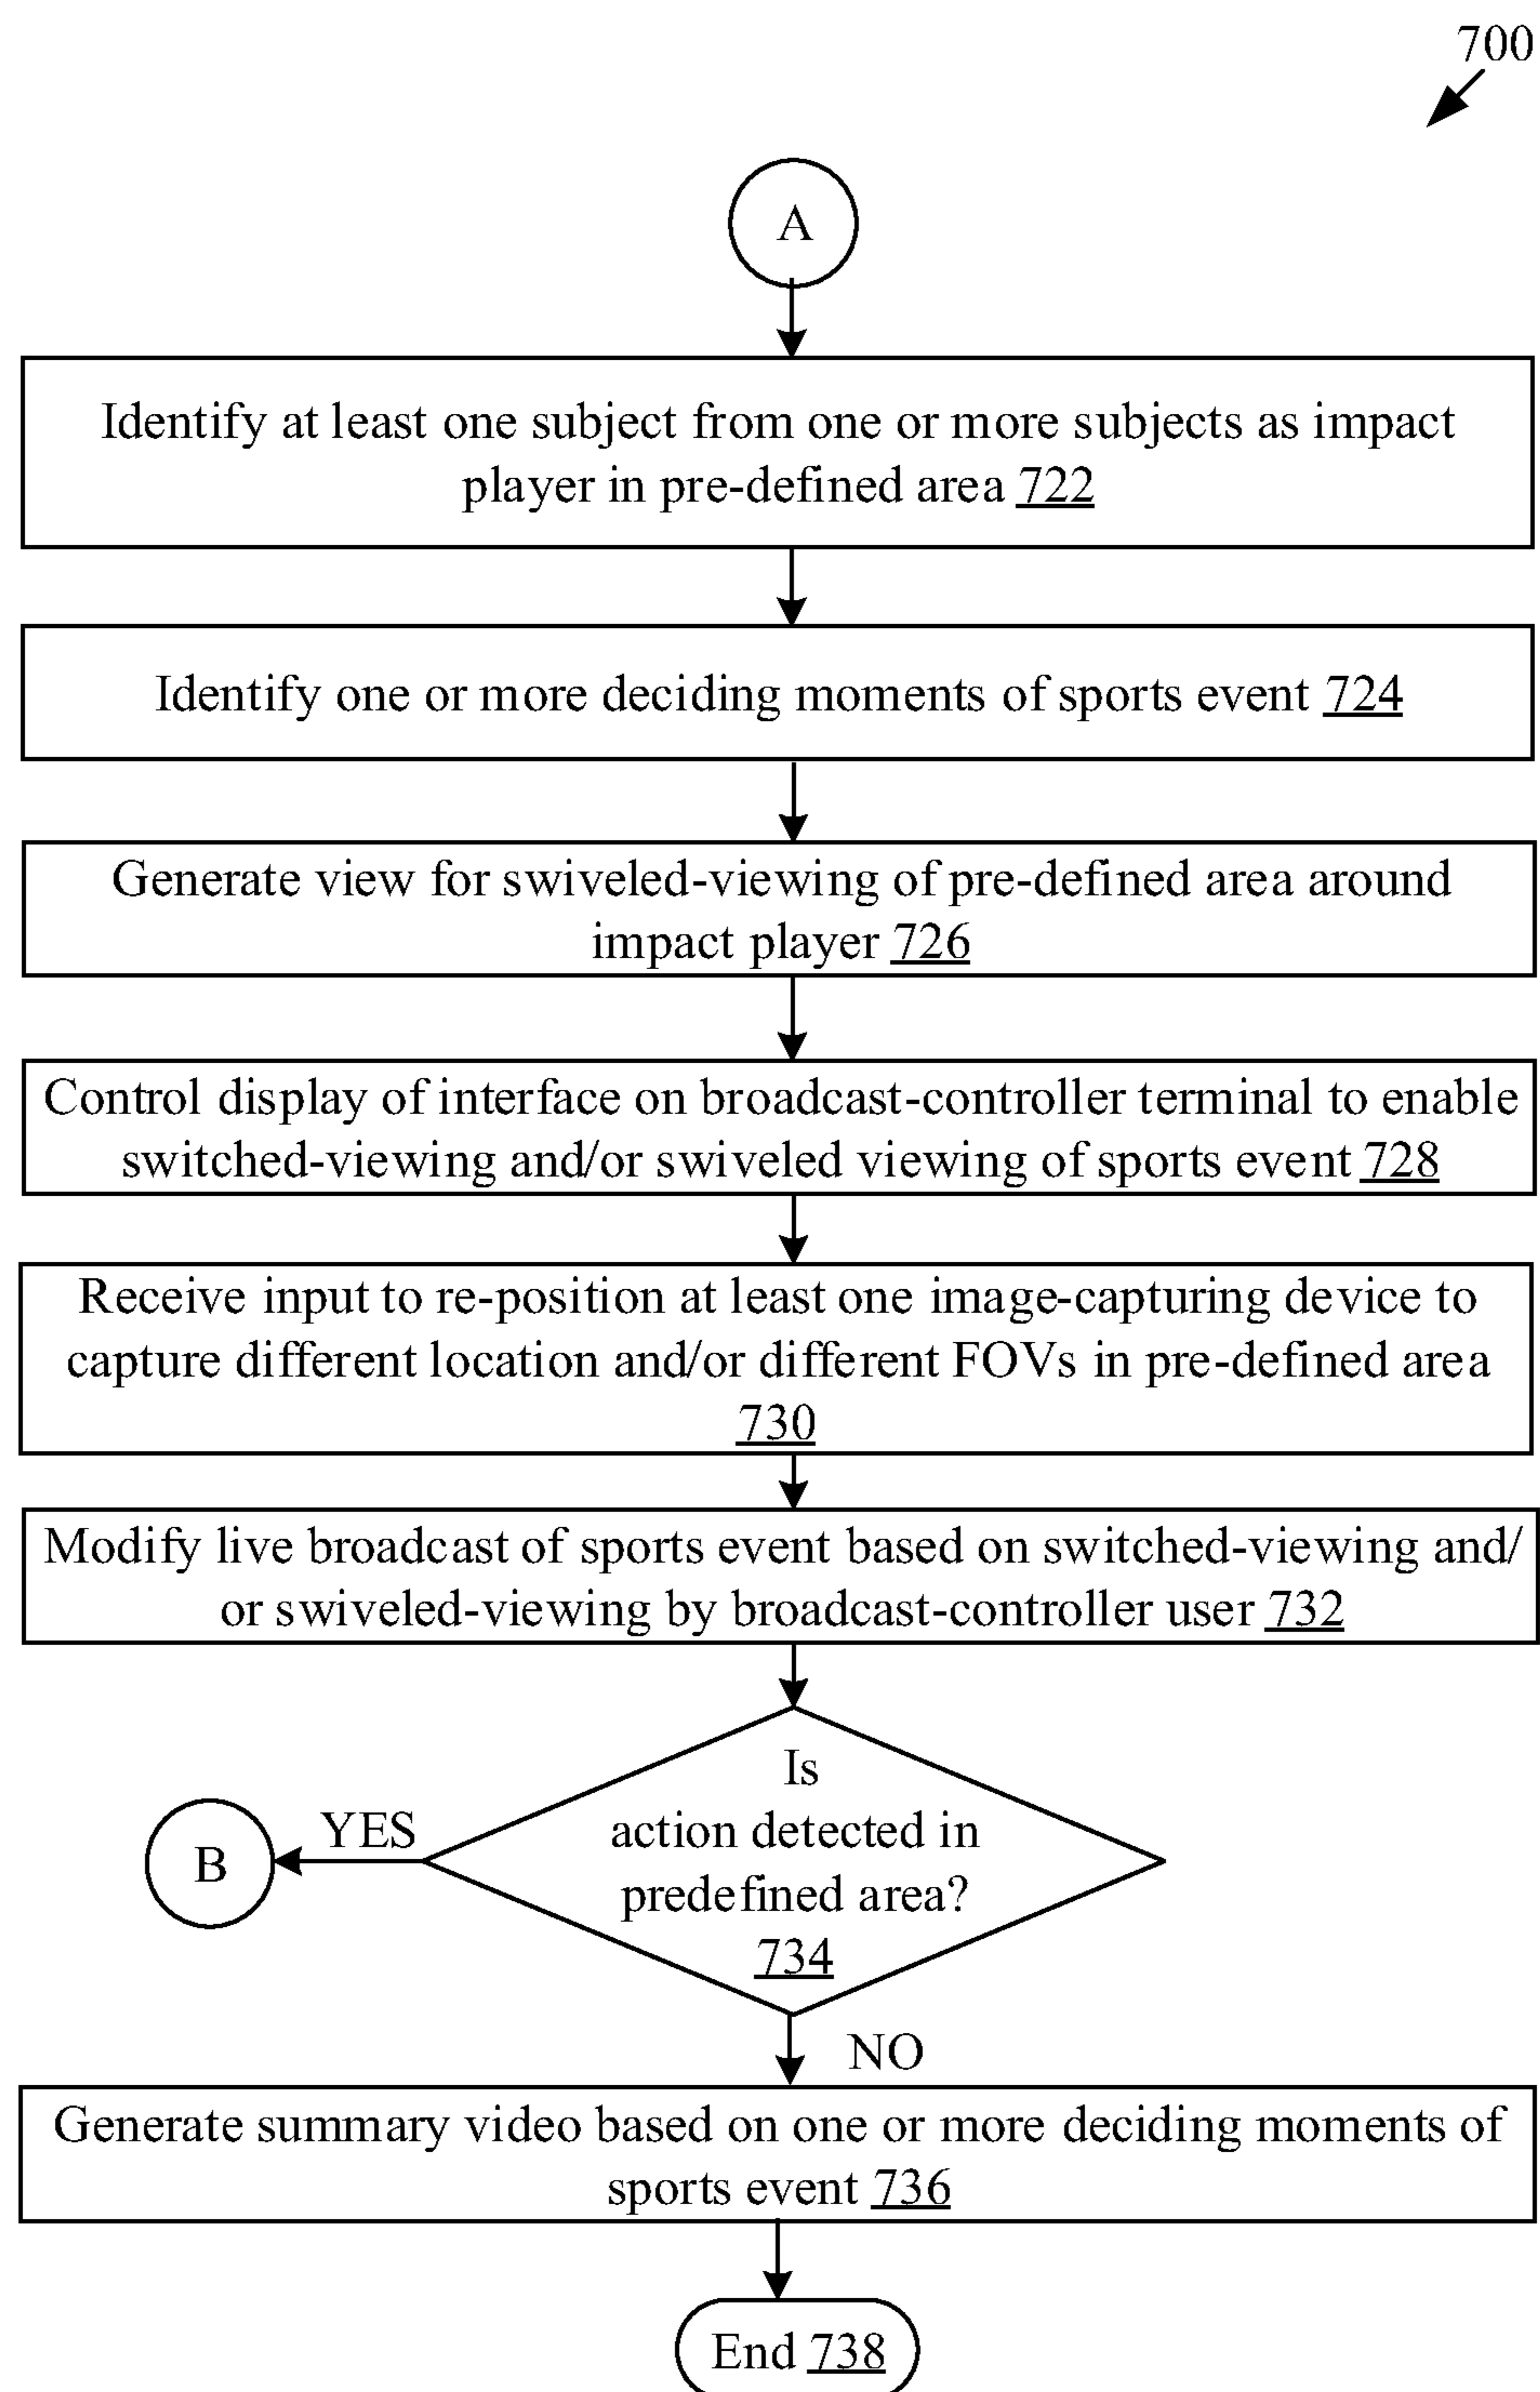 700
A
Identify at least one subject from one or more subjects as impact
player in pre-defined area 722
Identify one or more deciding moments of sports event 724
Generate view for swiveled-viewing of pre-defined area around
impact player 726
Control display of interface on broadcast-controller terminal to enable
switched-viewing and/or swiveled viewing of sports event 728
Receive input to re-position at least one image-capturing device to
capture different location and/or different FOVs in pre-defined area
730
Modify live broadcast of sports event based on switched-viewing and/
or swiveled-viewing by broadcast-controller user 732
Is
action detected in
predefined area?
734
YES
B
NO
Generate summary video based on one or more deciding moments of
sports event 736
End 738